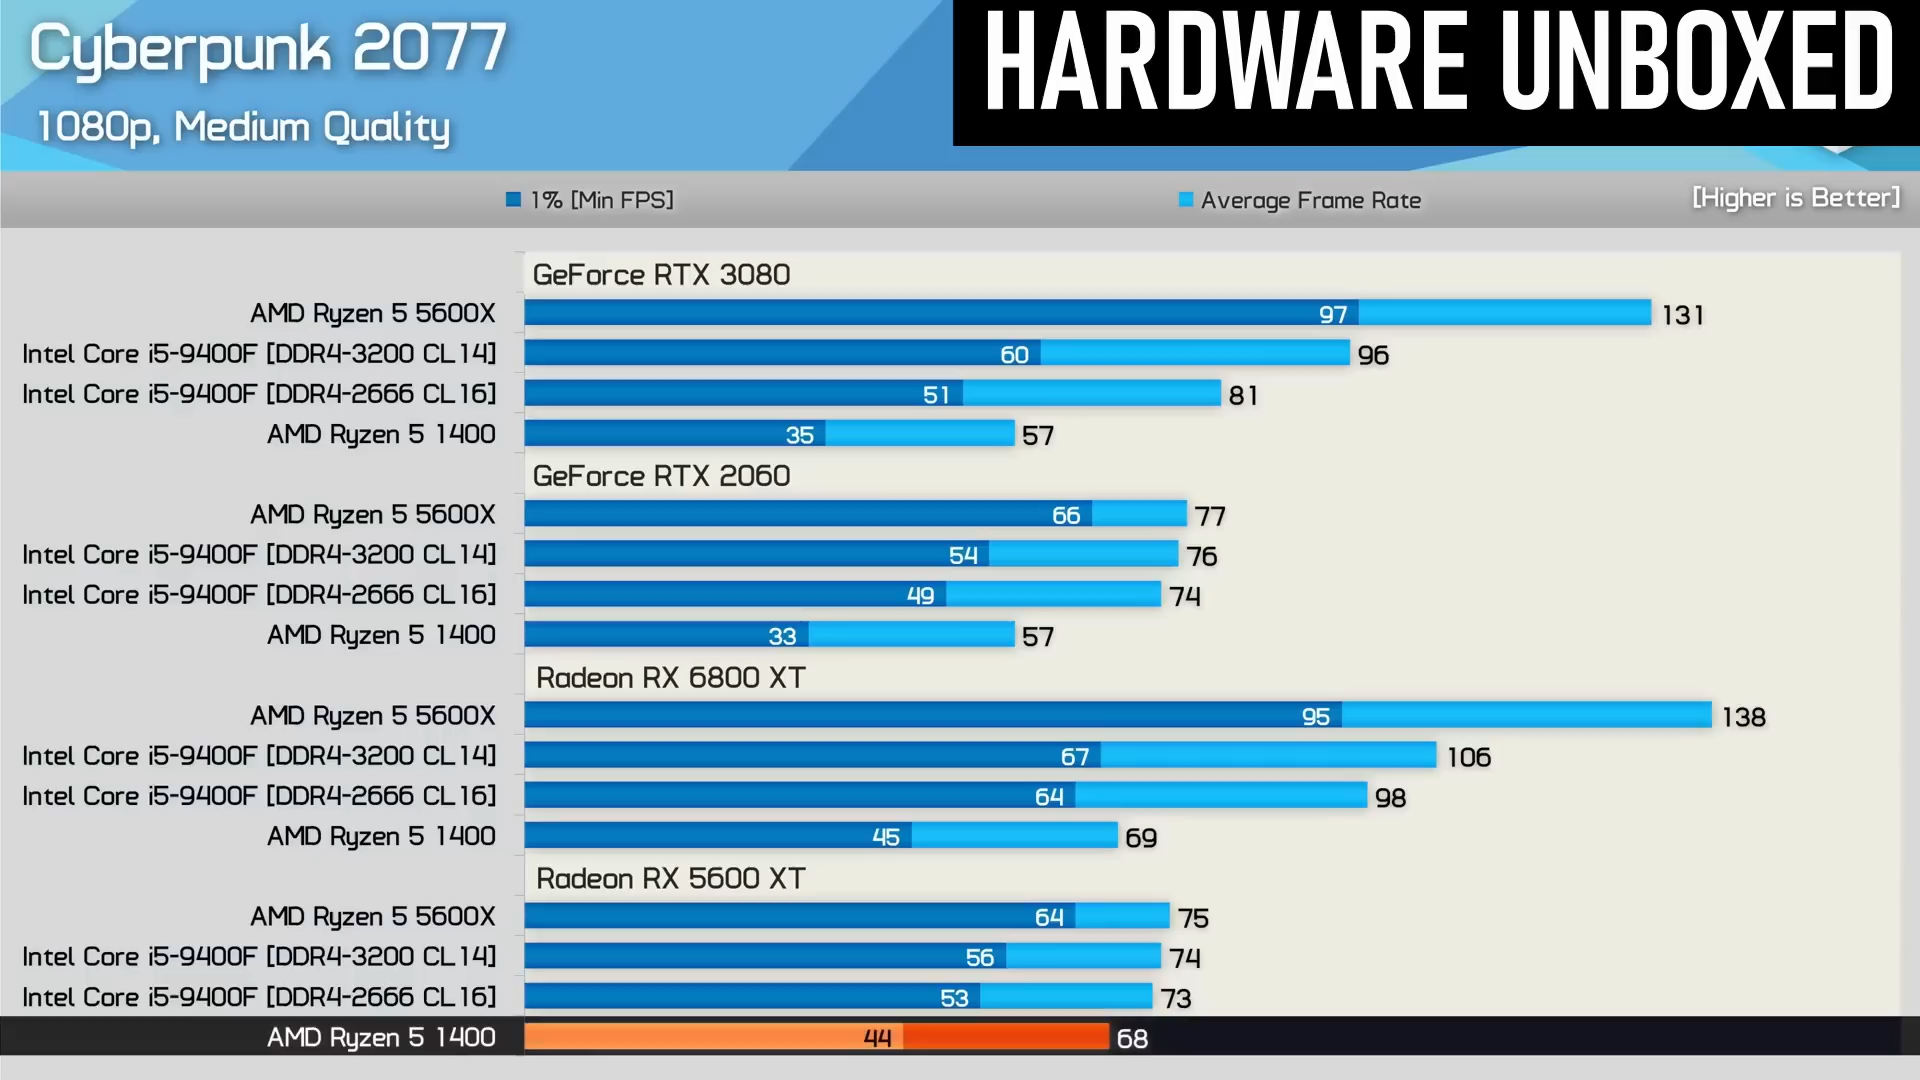 Cyberpunk 2077
HARDWARE UNBOXED
1080p, Medium Quality
1% [Min FPS]
Average Frame Rate
[Higher is Better]
GeForce RTX 3080
AMD Ryzen 5 5600X 97 131
Intel Core i5-9400F [DDR4-3200 CL14] 60 96
Intel Core i5-9400F [DDR4-2666 CL16] 51 81
AMD Ryzen 5 1400 35 57
GeForce RTX 2060
AMD Ryzen 5 5600X 66 77
Intel Core i5-9400F [DDR4-3200 CL14] 54 76
Intel Core i5-9400F [DDR4-2666 CL16] 49 74
AMD Ryzen 5 1400 33 57
Radeon RX 6800 XT
AMD Ryzen 5 5600X 95 138
Intel Core i5-9400F [DDR4-3200 CL14] 67 106
Intel Core i5-9400F [DDR4-2666 CL16] 64 98
AMD Ryzen 5 1400 45 69
Radeon RX 5600 XT
AMD Ryzen 5 5600X 64 75
Intel Core i5-9400F [DDR4-3200 CL14] 56 74
Intel Core i5-9400F [DDR4-2666 CL16] 53 73
AMD Ryzen 5 1400 44 68